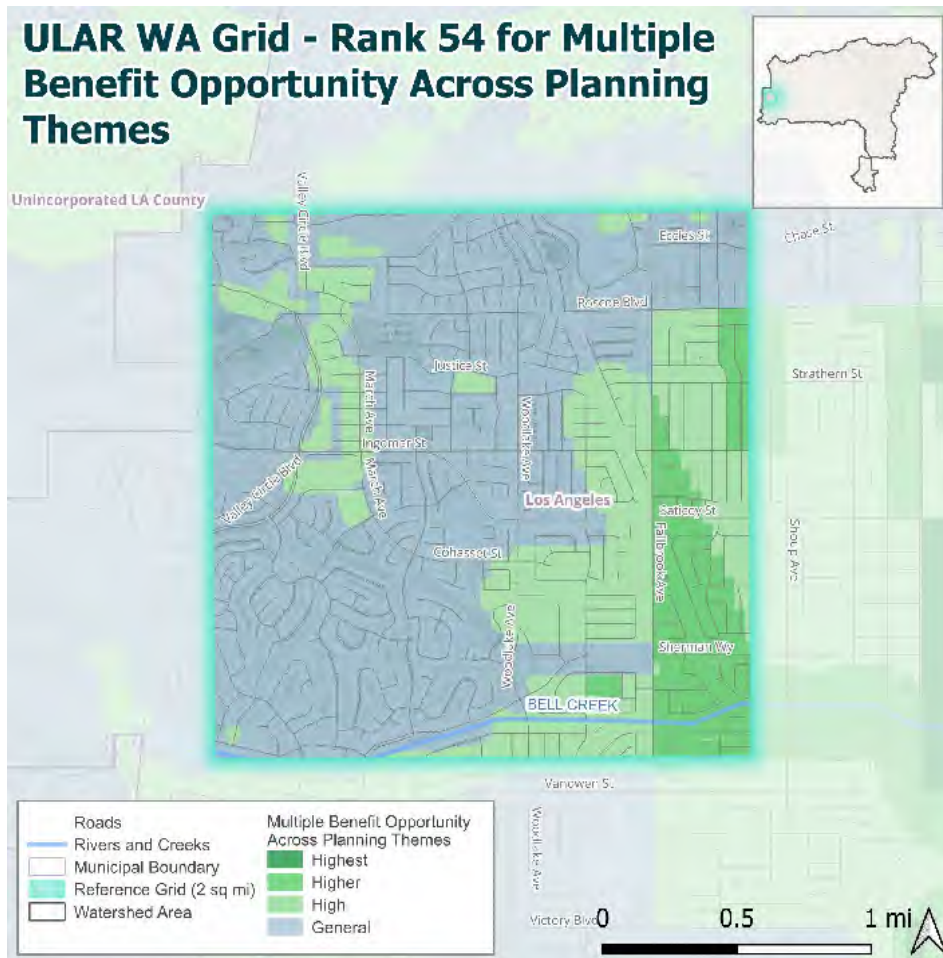 ULAR WA Grid - Rank 54 for Multiple
Benefit Opportunity Across Planning
Themes
Unincorporated LA County
Valley Circle Blvd
Eccles St
Chase St
Roscoe Blvd
Justice St
Strathern St
March Ave
Woodlake Ave
Ingomar St
Valley Circle Blvd
March Ave
Los Angeles
Saticoy St
Fallbrook Ave
Shoup Ave
Cohasset St
Woodlake Ave
Sherman Wy
BELL CREEK
Vanowen St
Woodlake Ave
Victory Blvd
Roads
Rivers and Creeks
Municipal Boundary
Reference Grid (2 sq mi)
Watershed Area
Multiple Benefit Opportunity
Across Planning Themes
Highest
Higher
High
General
0 0.5 1 mi